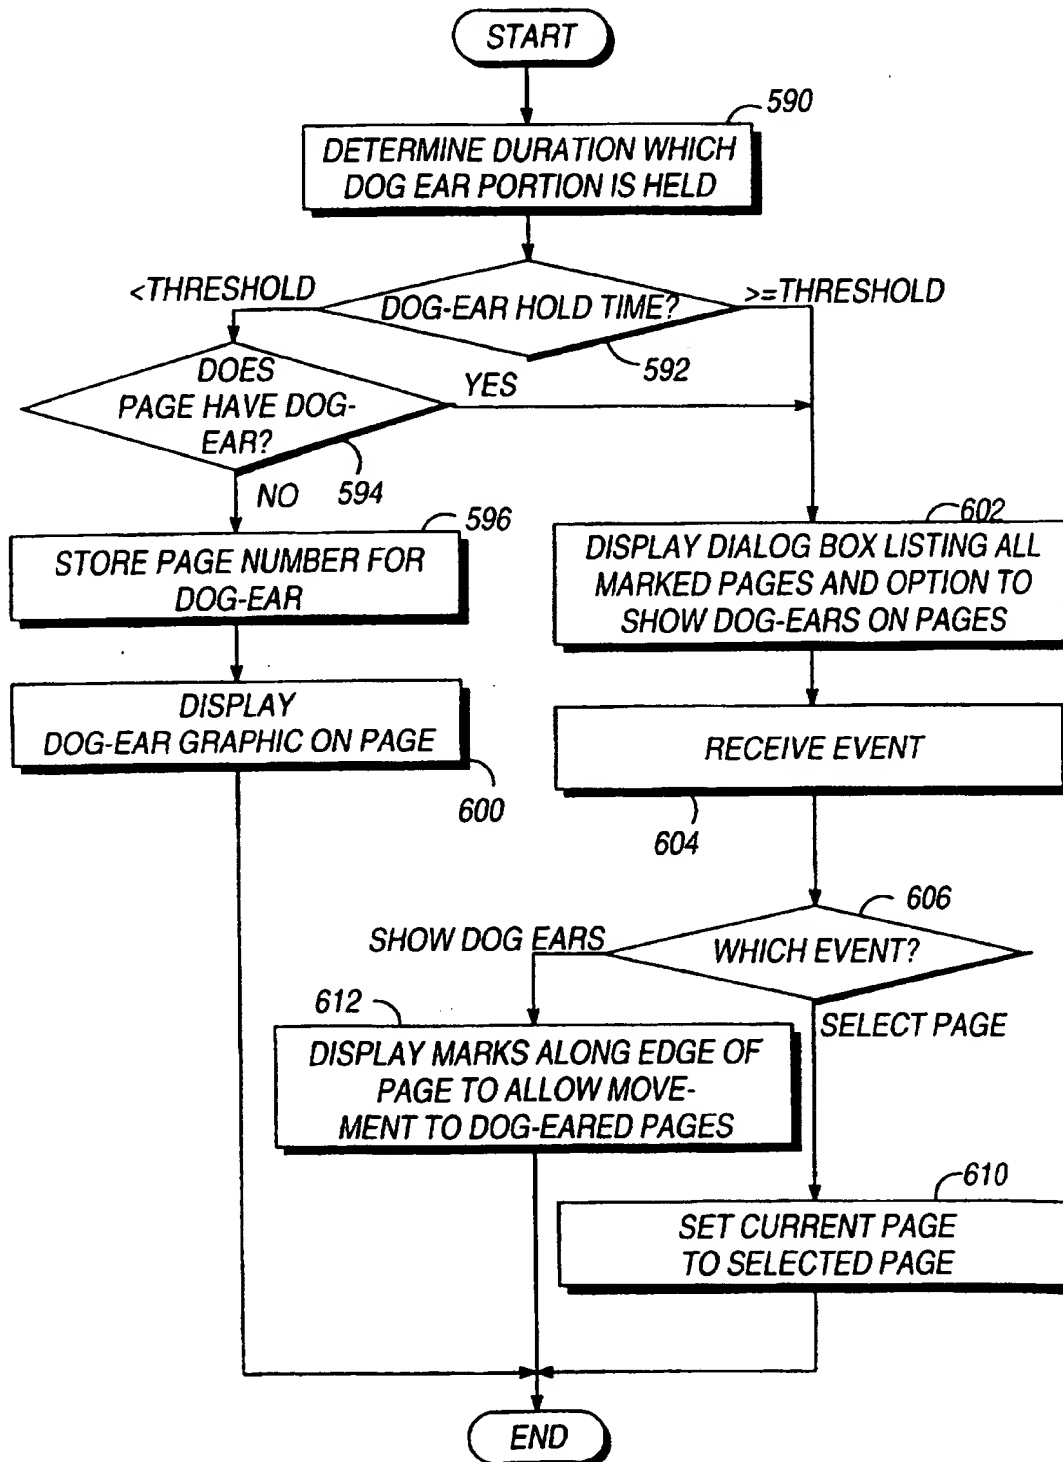 START
590
DETERMINE DURATION WHICH
DOG EAR PORTION IS HELD
<THRESHOLD
DOG-EAR HOLD TIME?
>=THRESHOLD
592
DOES
PAGE HAVE DOG-
EAR?
YES
594
NO
596
STORE PAGE NUMBER FOR
DOG-EAR
602
DISPLAY DIALOG BOX LISTING ALL
MARKED PAGES AND OPTION TO
SHOW DOG-EARS ON PAGES
DISPLAY
DOG-EAR GRAPHIC ON PAGE
600
RECEIVE EVENT
604
606
SHOW DOG EARS
WHICH EVENT?
SELECT PAGE
612
DISPLAY MARKS ALONG EDGE OF
PAGE TO ALLOW MOVE-
MENT TO DOG-EARED PAGES
610
SET CURRENT PAGE
TO SELECTED PAGE
END